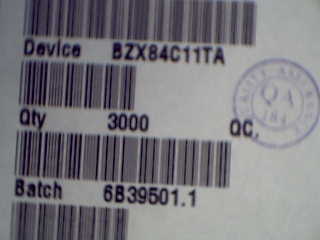 Device BZX84C11TA
Qty 3000 QC,
QA
Batch 6B39501.1